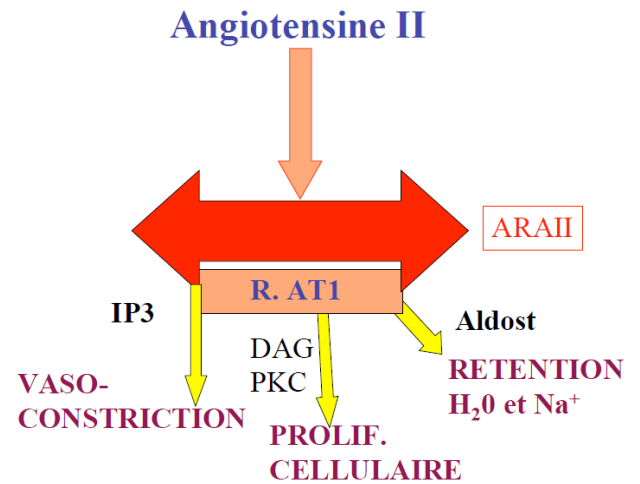 Angiotensine II
ARAII
R. AT1
IP3
Aldost
DAG
PKC
RETENTION
H₂0 et Na⁺
VASO-
CONSTRICTION
PROLIF.
CELLULAIRE